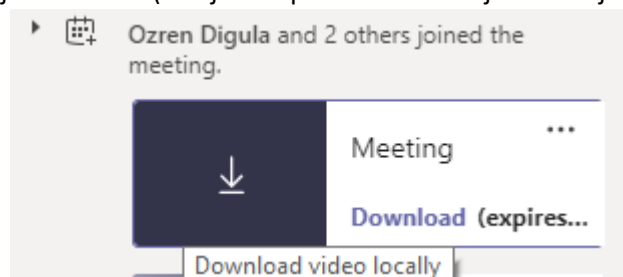 Ozren Digula and 2 others joined the
meeting.
Meeting
...
Download (expires...
Download video locally